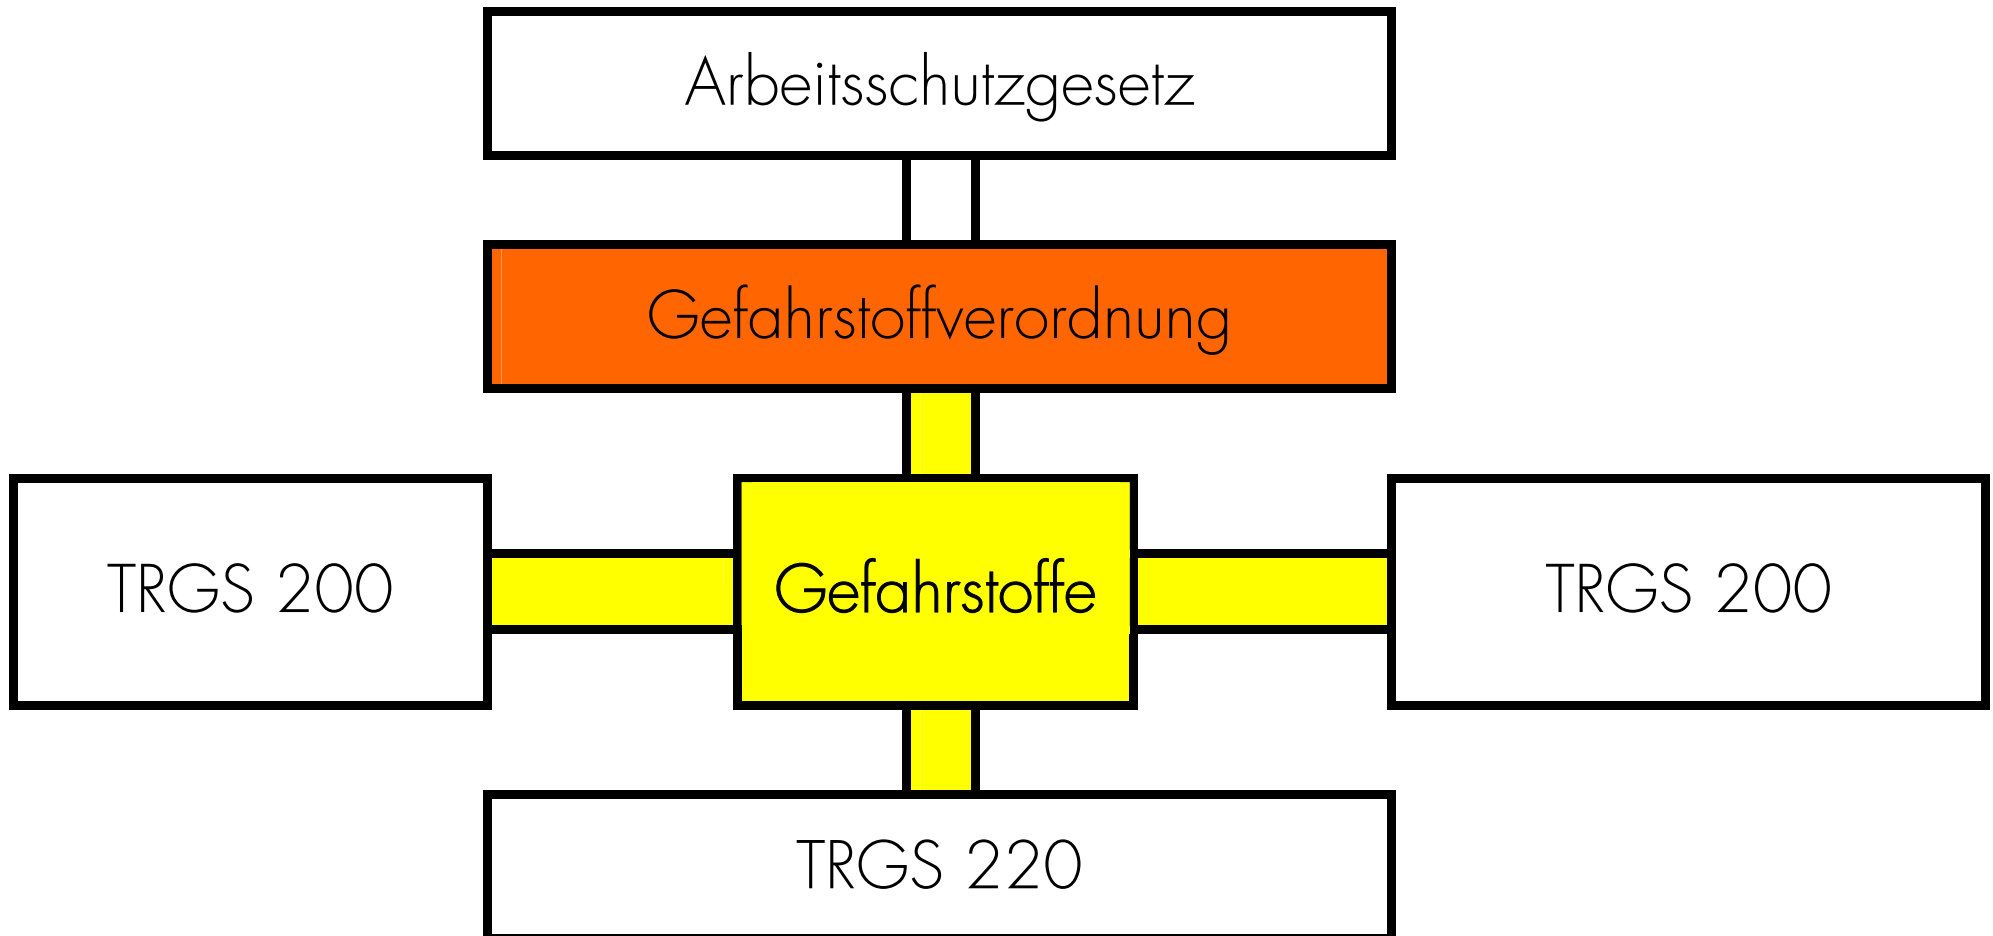 Arbeitsschutzgesetz
Gefahrstoffverordnung
TRGS 200
Gefahrstoffe
TRGS 200
TRGS 220